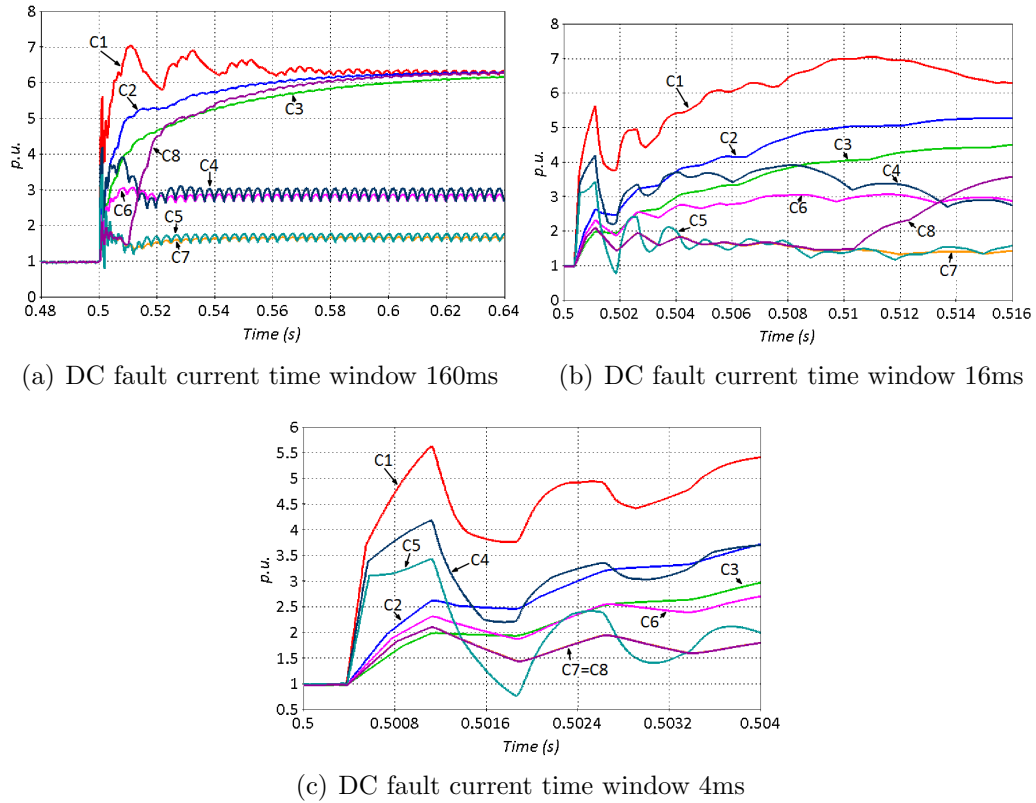 8
7
6
5
4
3
2
1
0
p.u.
C1
C2
C3
C8
C4
C6
C5
C7
0.48 0.5 0.52 0.54 0.56 0.58 0.60 0.62 0.64
Time (s)
(a) DC fault current time window 160ms
8
7
6
5
4
3
2
1
0
p.u.
C1
C2
C3
C4
C6
C5
C8
C7
0.5 0.502 0.504 0.506 0.508 0.51 0.512 0.514 0.516
Time (s)
(b) DC fault current time window 16ms
6
5.5
5
4.5
4
3.5
3
2.5
2
1.5
1
0.5
p.u.
C1
C5
C4
C3
C2
C6
C7=C8
0.5 0.5008 0.5016 0.5024 0.5032 0.504
Time (s)
(c) DC fault current time window 4ms